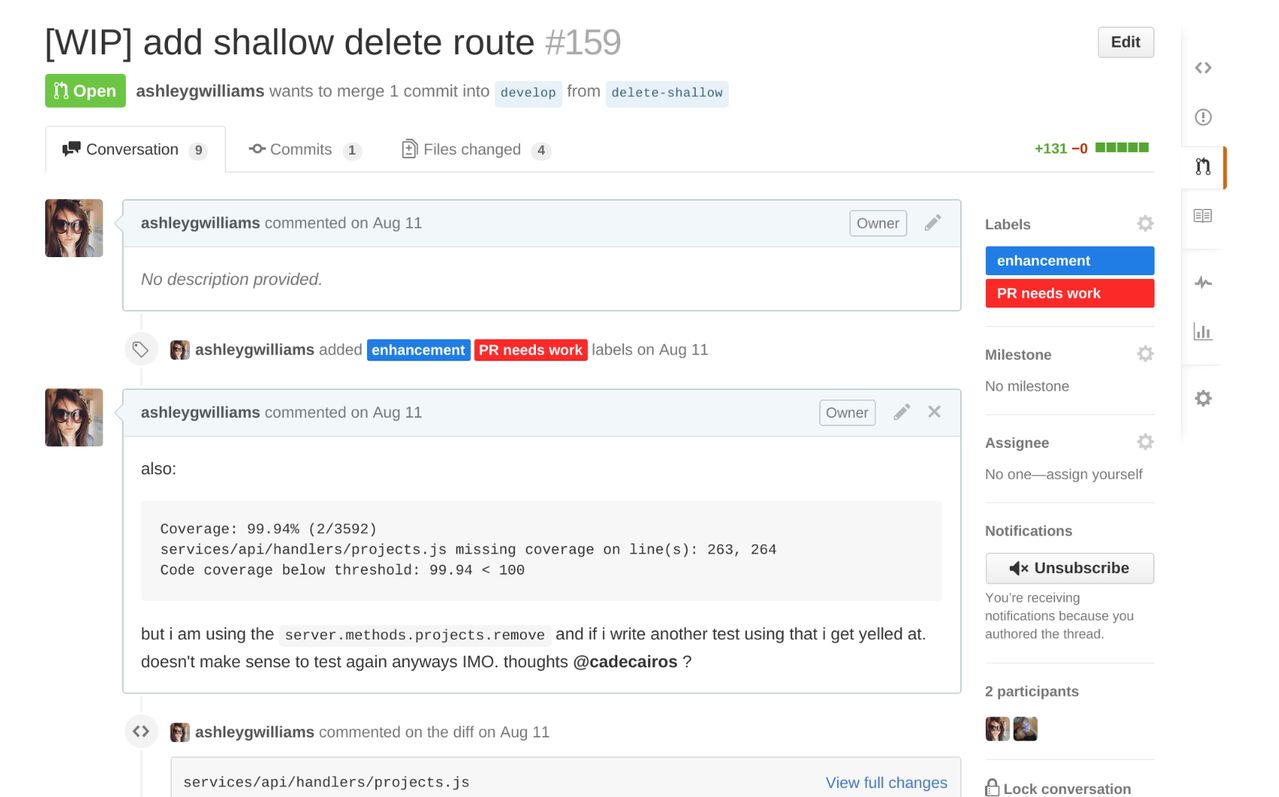 [WIP] add shallow delete route #159
Edit
Open ashleygwilliams wants to merge 1 commit into develop from delete-shallow
Conversation 9 Commits 1 Files changed 4 +131 −0
ashleygwilliams commented on Aug 11 Owner
No description provided.
ashleygwilliams added enhancement PR needs work labels on Aug 11
ashleygwilliams commented on Aug 11 Owner
also:
Coverage: 99.94% (2/3592)
services/api/handlers/projects.js missing coverage on line(s): 263, 264
Code coverage below threshold: 99.94 < 100
but i am using the server.methods.projects.remove and if i write another test using that i get yelled at.
doesn't make sense to test again anyways IMO. thoughts @cadecairos ?
ashleygwilliams commented on the diff on Aug 11
services/api/handlers/projects.js View full changes
Labels
enhancement
PR needs work
Milestone
No milestone
Assignee
No one—assign yourself
Notifications
Unsubscribe
You’re receiving
notifications because you
authored the thread.
2 participants
Lock conversation